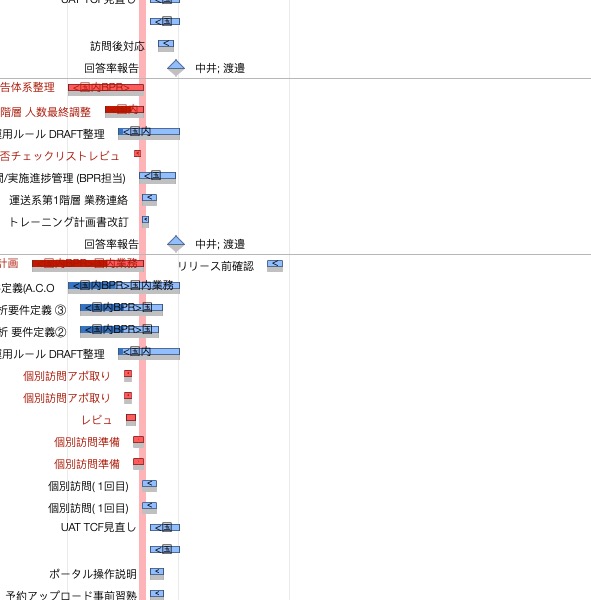 UAT TCF見直し
<国
訪問後対応 <
回答率報告 中井; 渡邉
告体系整理 <国内BPR>
階層 人数最終調整 <国内
用ルール DRAFT整理 <国内
否チェックリストレビュ
/実施進捗管理 (BPR担当) <国
運送系第1階層 業務連絡 <
トレーニング計画書改訂 <
回答率報告 中井; 渡邉
計画 <国内BPR>国内業務 リリース前確認 <
定義(A.C.O <国内BPR>国内業務
析要件定義 ③ <国内BPR>国
析 要件定義② <国内BPR>国
用ルール DRAFT整理 <国内
個別訪問アポ取り
個別訪問アポ取り
レビュ
個別訪問準備
個別訪問準備
個別訪問( 1回目) <
個別訪問( 1回目) <
UAT TCF見直し <国
<国
ポータル操作説明 <
予約アップロード事前習熟 <